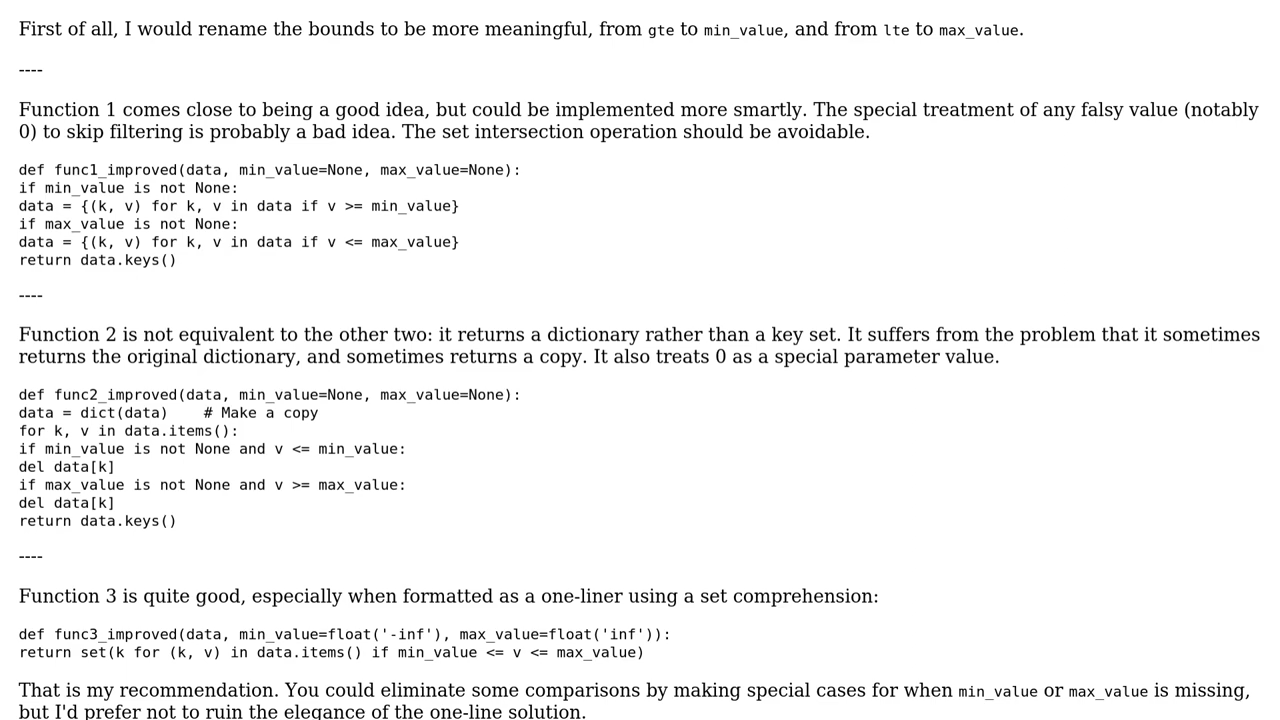 First of all, I would rename the bounds to be more meaningful, from gte to min_value, and from lte to max_value.
----
Function 1 comes close to being a good idea, but could be implemented more smartly. The special treatment of any falsy value (notably
0) to skip filtering is probably a bad idea. The set intersection operation should be avoidable.
def func1_improved(data, min_value=None, max_value=None):
if min_value is not None:
data = {(k, v) for k, v in data if v >= min_value}
if max_value is not None:
data = {(k, v) for k, v in data if v <= max_value}
return data.keys()
----
Function 2 is not equivalent to the other two: it returns a dictionary rather than a key set. It suffers from the problem that it sometimes
returns the original dictionary, and sometimes returns a copy. It also treats 0 as a special parameter value.
def func2_improved(data, min_value=None, max_value=None):
data = dict(data)    # Make a copy
for k, v in data.items():
if min_value is not None and v <= min_value:
del data[k]
if max_value is not None and v >= max_value:
del data[k]
return data.keys()
----
Function 3 is quite good, especially when formatted as a one-liner using a set comprehension:
def func3_improved(data, min_value=float('-inf'), max_value=float('inf')):
return set(k for (k, v) in data.items() if min_value <= v <= max_value)
That is my recommendation. You could eliminate some comparisons by making special cases for when min_value or max_value is missing,
but I'd prefer not to ruin the elegance of the one-line solution.